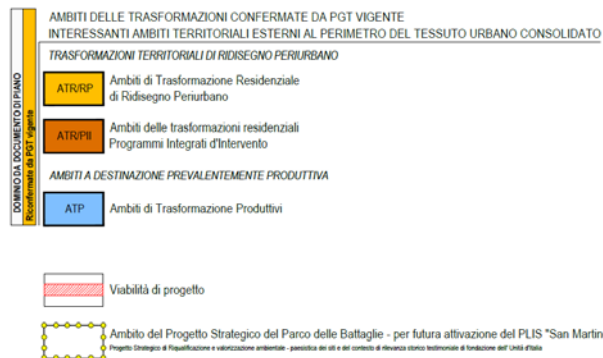 AMBITI DELLE TRASFORMAZIONI CONFERMATE DA PGT VIGENTE
INTERESSANTI AMBITI TERRITORIALI ESTERNI AL PERIMETRO DEL TESSUTO URBANO CONSOLIDATO
DOMINIO DA DOCUMENTO DI PIANO
Riconfermate da PGT vigente
TRASFORMAZIONI TERRITORIALI DI RIDISEGNO PERIURBANO
ATR/RP
Ambiti di Trasformazione Residenziale
di Ridisegno Periurbano
ATR/PII
Ambiti delle trasformazioni residenziali
Programmi Integrati d'Intervento
AMBITI A DESTINAZIONE PREVALENTEMENTE PRODUTTIVA
ATP
Ambiti di Trasformazione Produttivi
Viabilità di progetto
Ambito del Progetto Strategico del Parco delle Battaglie - per futura attivazione del PLIS "San Martin
Progetto Strategico di Riqualificazione e valorizzazione ambientale - paesistica dei siti e del contesto di rilevanza storico testimoniale di fondazione dell' Unità d'Italia